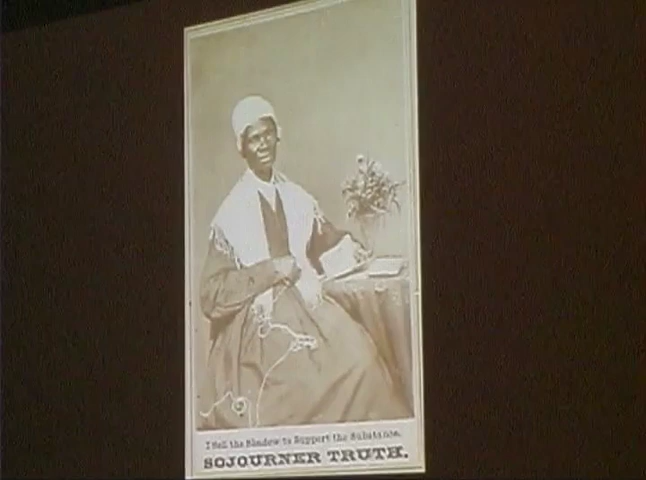 I Sell the Shadow to Support the Substance.
SOJOURNER TRUTH.